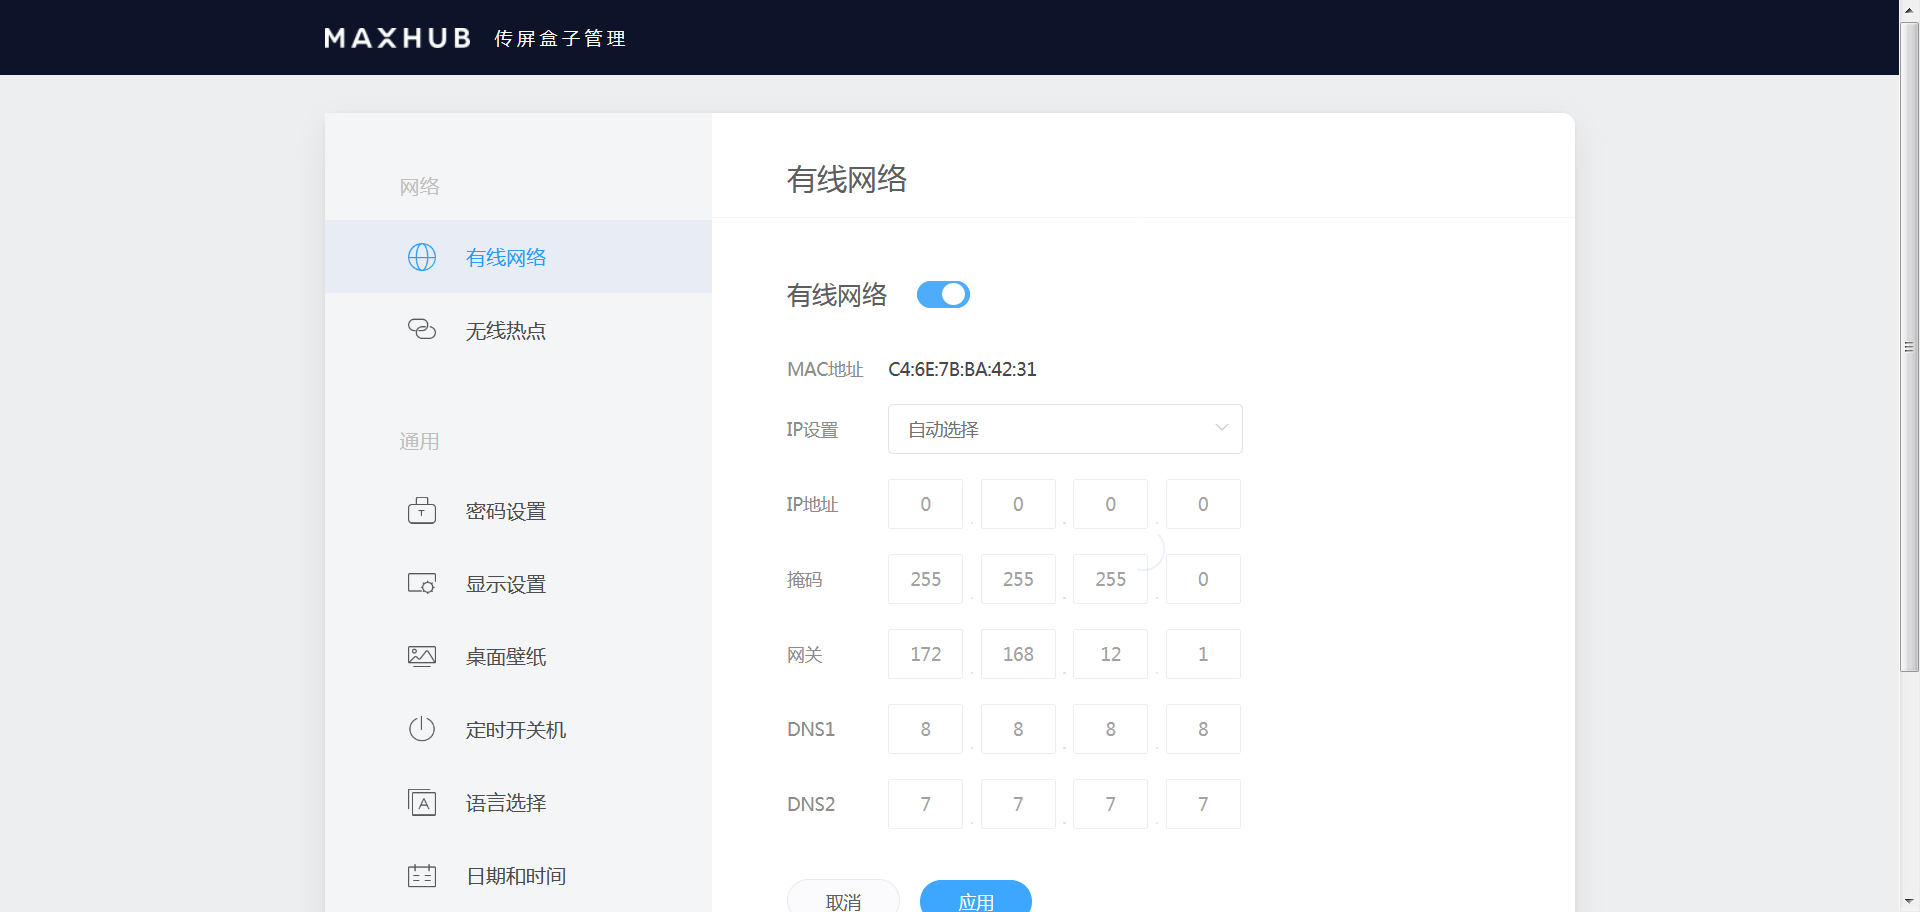 MAXHUB 传屏盒子管理
网络
有线网络
无线热点
通用
密码设置
显示设置
桌面壁纸
定时开关机
语言选择
日期和时间
有线网络
有线网络
MAC地址 C4:6E:7B:BA:42:31
IP设置 自动选择
IP地址 0 . 0 . 0 . 0
掩码 255 . 255 . 255 . 0
网关 172 . 168 . 12 . 1
DNS1 8 . 8 . 8 . 8
DNS2 7 . 7 . 7 . 7
取消 应用